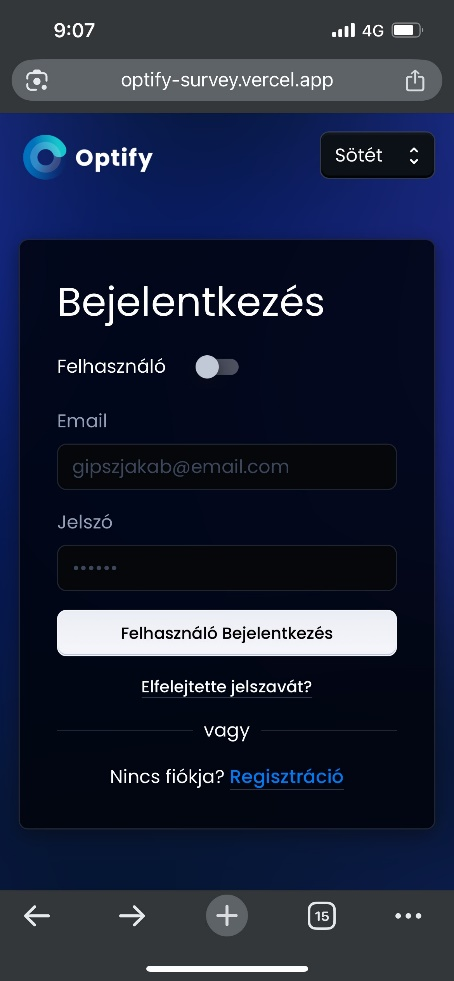 9:07
4G
optify-survey.vercel.app
Optify
Sötét
Bejelentkezés
Felhasználó
Email
gipszjakab@email.com
Jelszó
••••••
Felhasználó Bejelentkezés
Elfelejtette jelszavát?
vagy
Nincs fiókja? Regisztráció
15